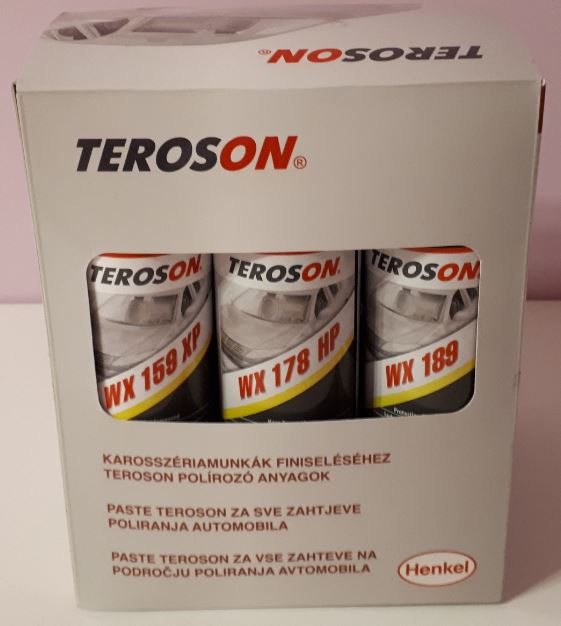 TEROSON®
TEROSON®
TEROSON®
WX 159 XP
TEROSON®
WX 178 HP
TEROSON
WX 189
KAROSSZÉRIAMUNKÁK FINISELÉSÉHEZ
TEROSON POLÍROZÓ ANYAGOK
PASTE TEROSON ZA SVE ZAHTJEVE
POLIRANJA AUTOMOBILA
PASTE TEROSON ZA VSE ZAHTEVE NA
PODROČJU POLIRANJA AVTOMOBILA
Henkel